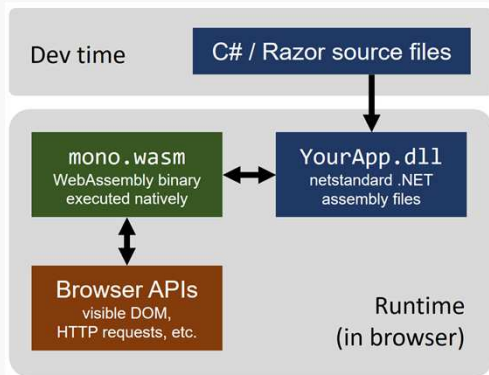 Dev time
C# / Razor source files
mono.wasm
WebAssembly binary
executed natively
YourApp.dll
netstandard .NET
assembly files
Browser APIs
visible DOM,
HTTP requests, etc.
Runtime
(in browser)